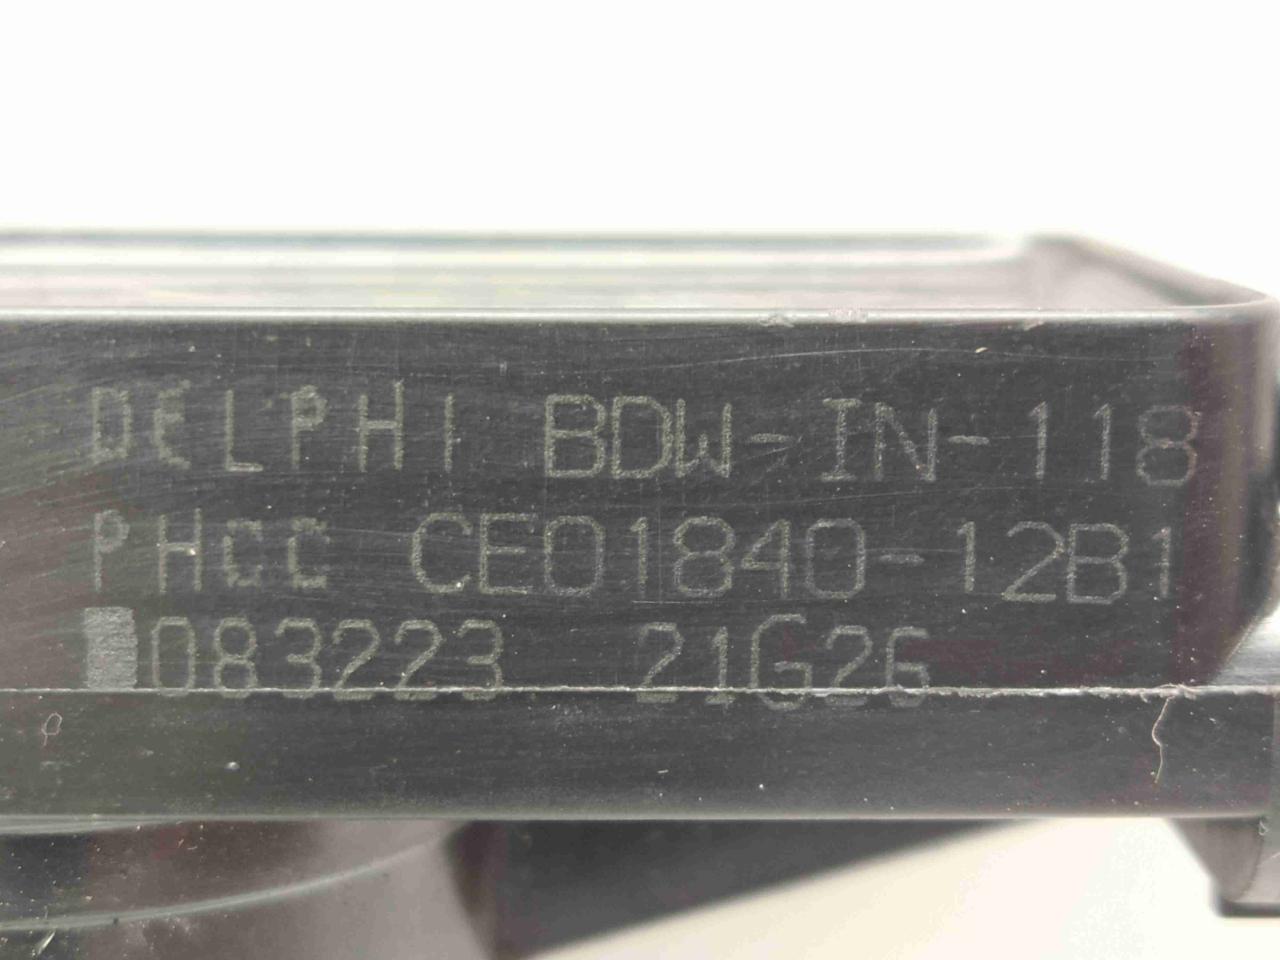 DELPHI BDW-IN-118
PHCC CE01840-12B1
083223 21G26